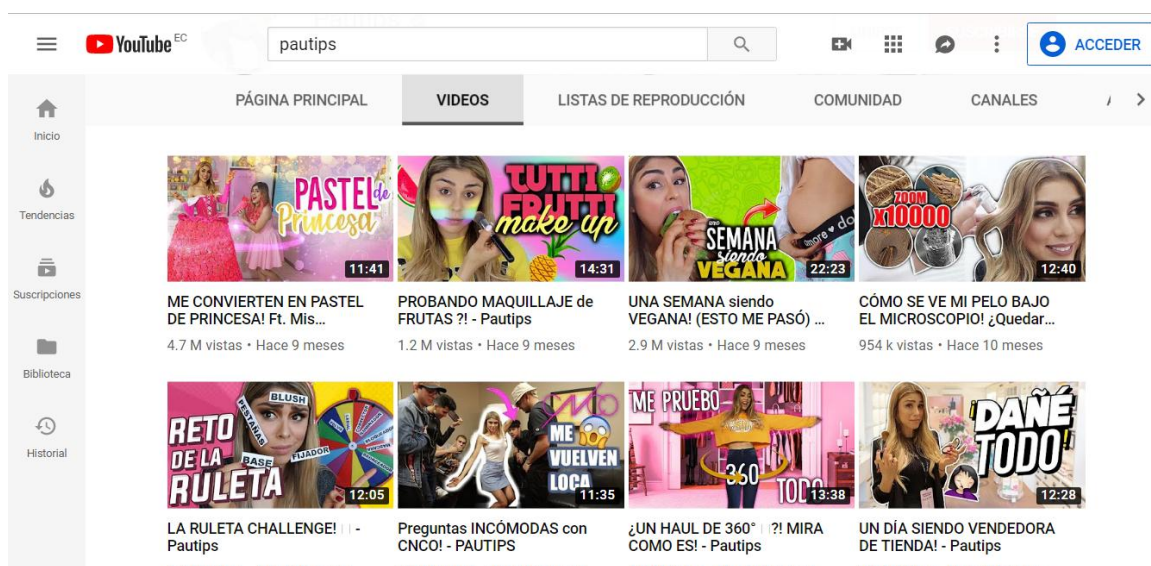 YouTube EC
pautips
ACCEDER
PÁGINA PRINCIPAL
VIDEOS
LISTAS DE REPRODUCCIÓN
COMUNIDAD
CANALES
Inicio
Tendencias
Suscripciones
Biblioteca
Historial
PASTEL de
Princesa
11:41
TUTTI
FRUTTI
make up
14:31
SEMANA
siendo
VEGANA
22:23
ZOOM
X10000
12:40
ME CONVIERTEN EN PASTEL
DE PRINCESA! Ft. Mis...
4.7 M vistas • Hace 9 meses
PROBANDO MAQUILLAJE de
FRUTAS ?! - Pautips
1.2 M vistas • Hace 9 meses
UNA SEMANA siendo
VEGANA! (ESTO ME PASÓ) ...
2.9 M vistas • Hace 9 meses
CÓMO SE VE MI PELO BAJO
EL MICROSCOPIO! ¿Quedar...
954 k vistas • Hace 10 meses
RETO
DE LA
RULETA
BLUSH
PESTAÑAS
BASE
FIJADOR
12:05
CNCO
ME
VUELVEN
LOCA
11:35
ME PRUEBO
360
TODO
13:38
¡DAÑÉ
TODO!
12:28
LA RULETA CHALLENGE! -
Pautips
Preguntas INCÓMODAS con
CNCO! - PAUTIPS
¿UN HAUL DE 360° ?! MIRA
COMO ES! - Pautips
UN DÍA SIENDO VENDEDORA
DE TIENDA! - Pautips